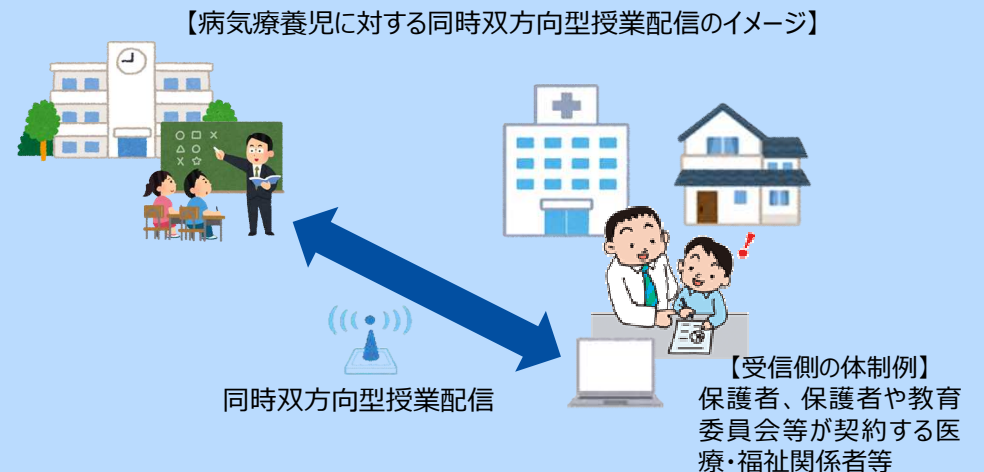 【病気療養児に対する同時双方向型授業配信のイメージ】
同時双方向型授業配信
【受信側の体制例】
保護者、保護者や教育
委員会等が契約する医
療・福祉関係者等